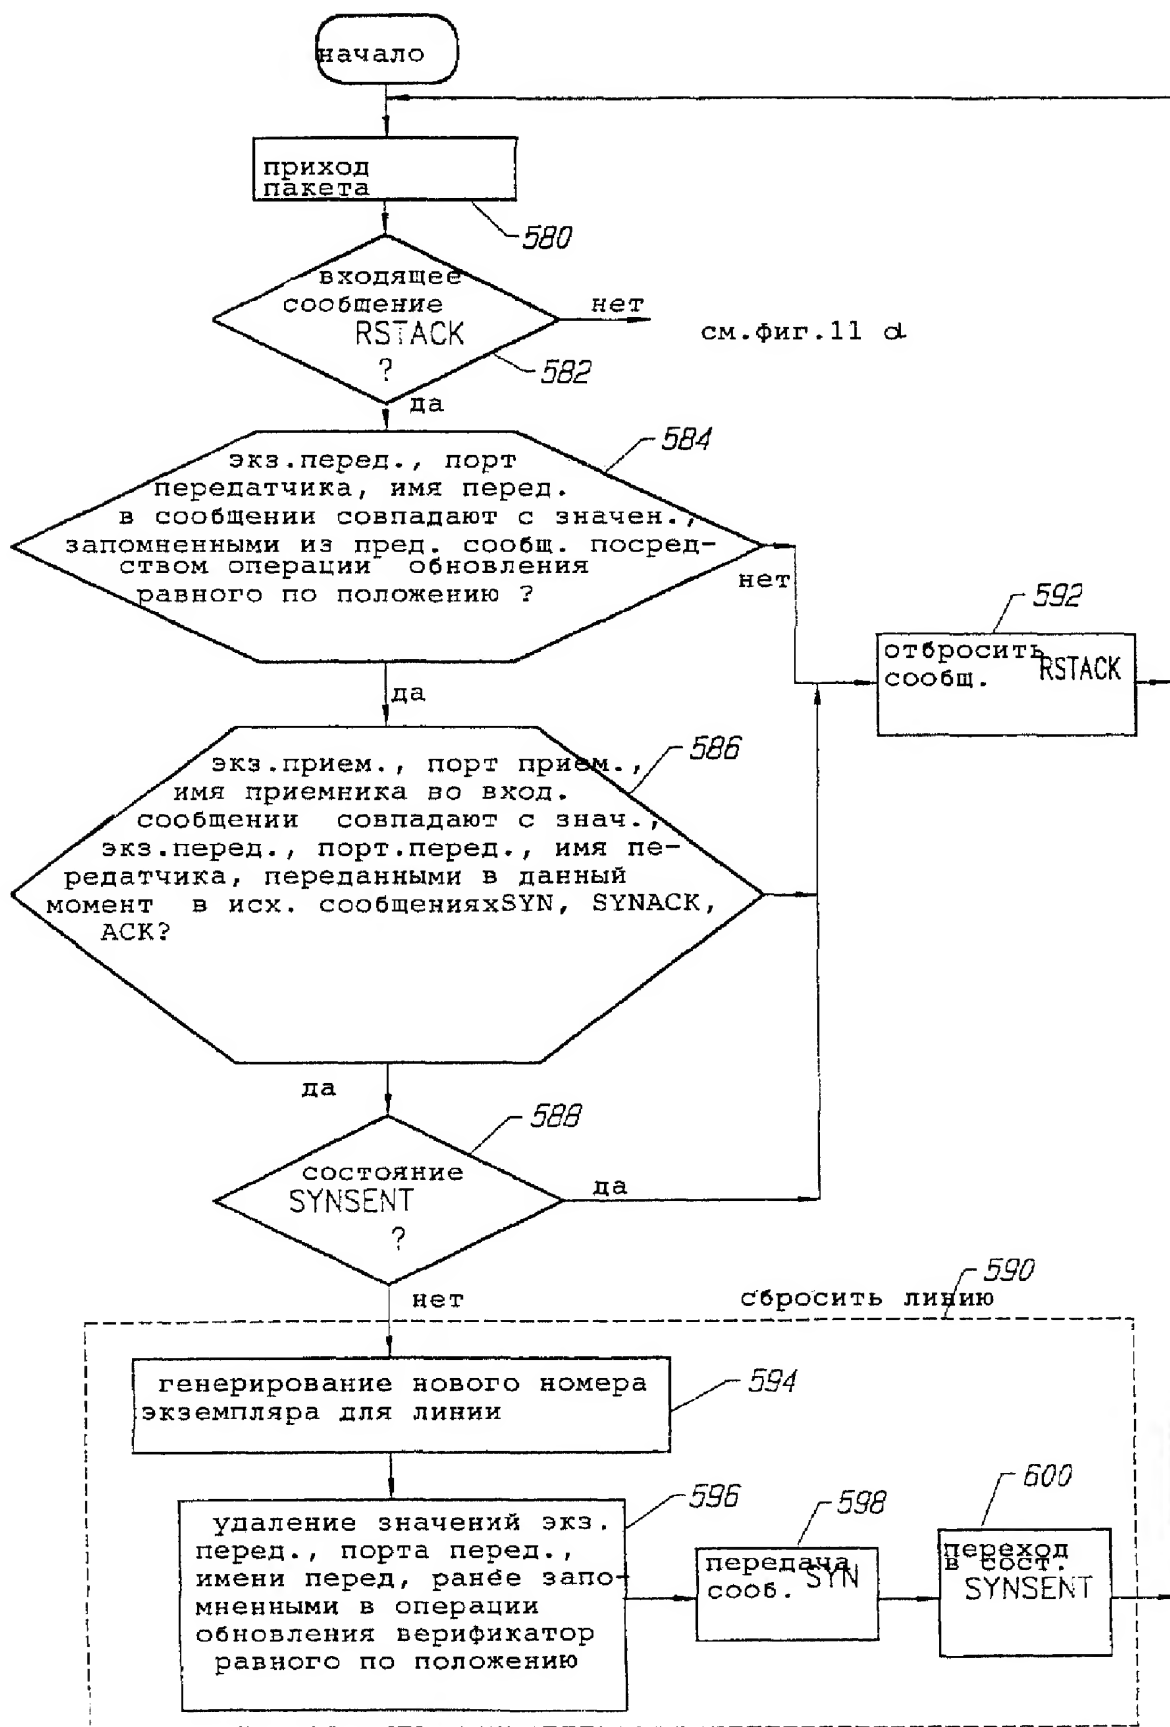 начало
приход
пакета
580
входящее
сообщение
RSTACK
?
582
нет
см.фиг.11 d
да
экз.перед., порт
передатчика, имя перед.
в сообщении совпадают с значен.,
запомненными из пред. сообщ. посред-
ством операции обновления
равного по положению ?
584
нет
592
отбросить
сообщ. RSTACK
да
экз.прием., порт прием.,
имя приемника во вход.
сообщении совпадают с знач.,
экз.перед., порт.перед., имя пе-
редатчика, переданными в данный
момент в исх. сообщенияхSYN, SYNACK,
ACK?
586
да
588
состояние
SYNSENT
?
да
нет
590
сбросить линию
генерирование нового номера
экземпляра для линии
594
удаление значений экз.
перед., порта перед.,
имени перед, ранее запо-
мненными в операции
обновления верификатор
равного по положению
596
передача
сооб. SYN
598
переход
в сост.
SYNSENT
600